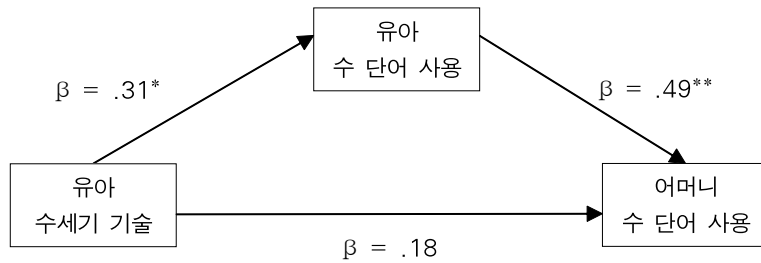 유아
수 단어 사용
β = .31*
β = .49**
유아
수세기 기술
어머니
수 단어 사용
β = .18